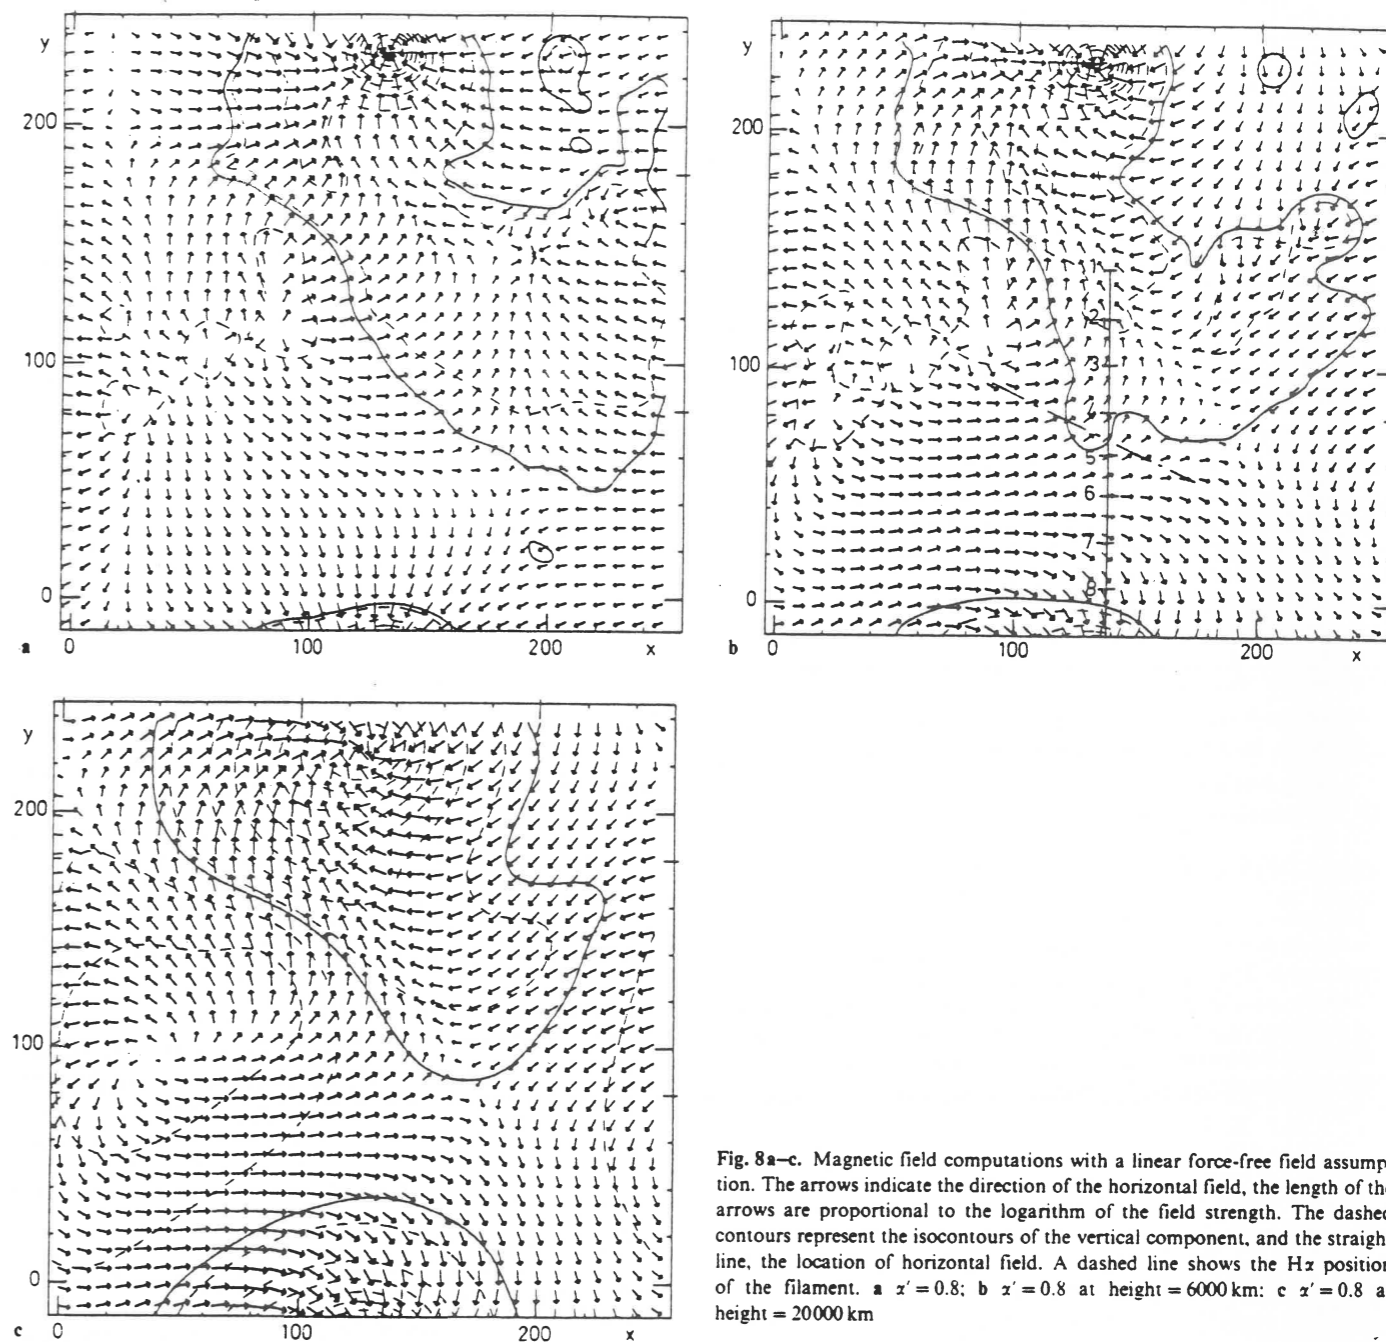 y
200
100
0
a
0
100
200
x
y
200
100
0
1
2
3
4
5
6
7
8
b
0
100
200
x
y
200
100
0
c
0
100
200
x
Fig. 8a–c. Magnetic field computations with a linear force-free field assump
tion. The arrows indicate the direction of the horizontal field, the length of the
arrows are proportional to the logarithm of the field strength. The dashed
contours represent the isocontours of the vertical component, and the straigh
line, the location of horizontal field. A dashed line shows the Hα position
of the filament. a α′ = 0.8; b α′ = 0.8 at height = 6000 km: c α′ = 0.8 a
height = 20000 km